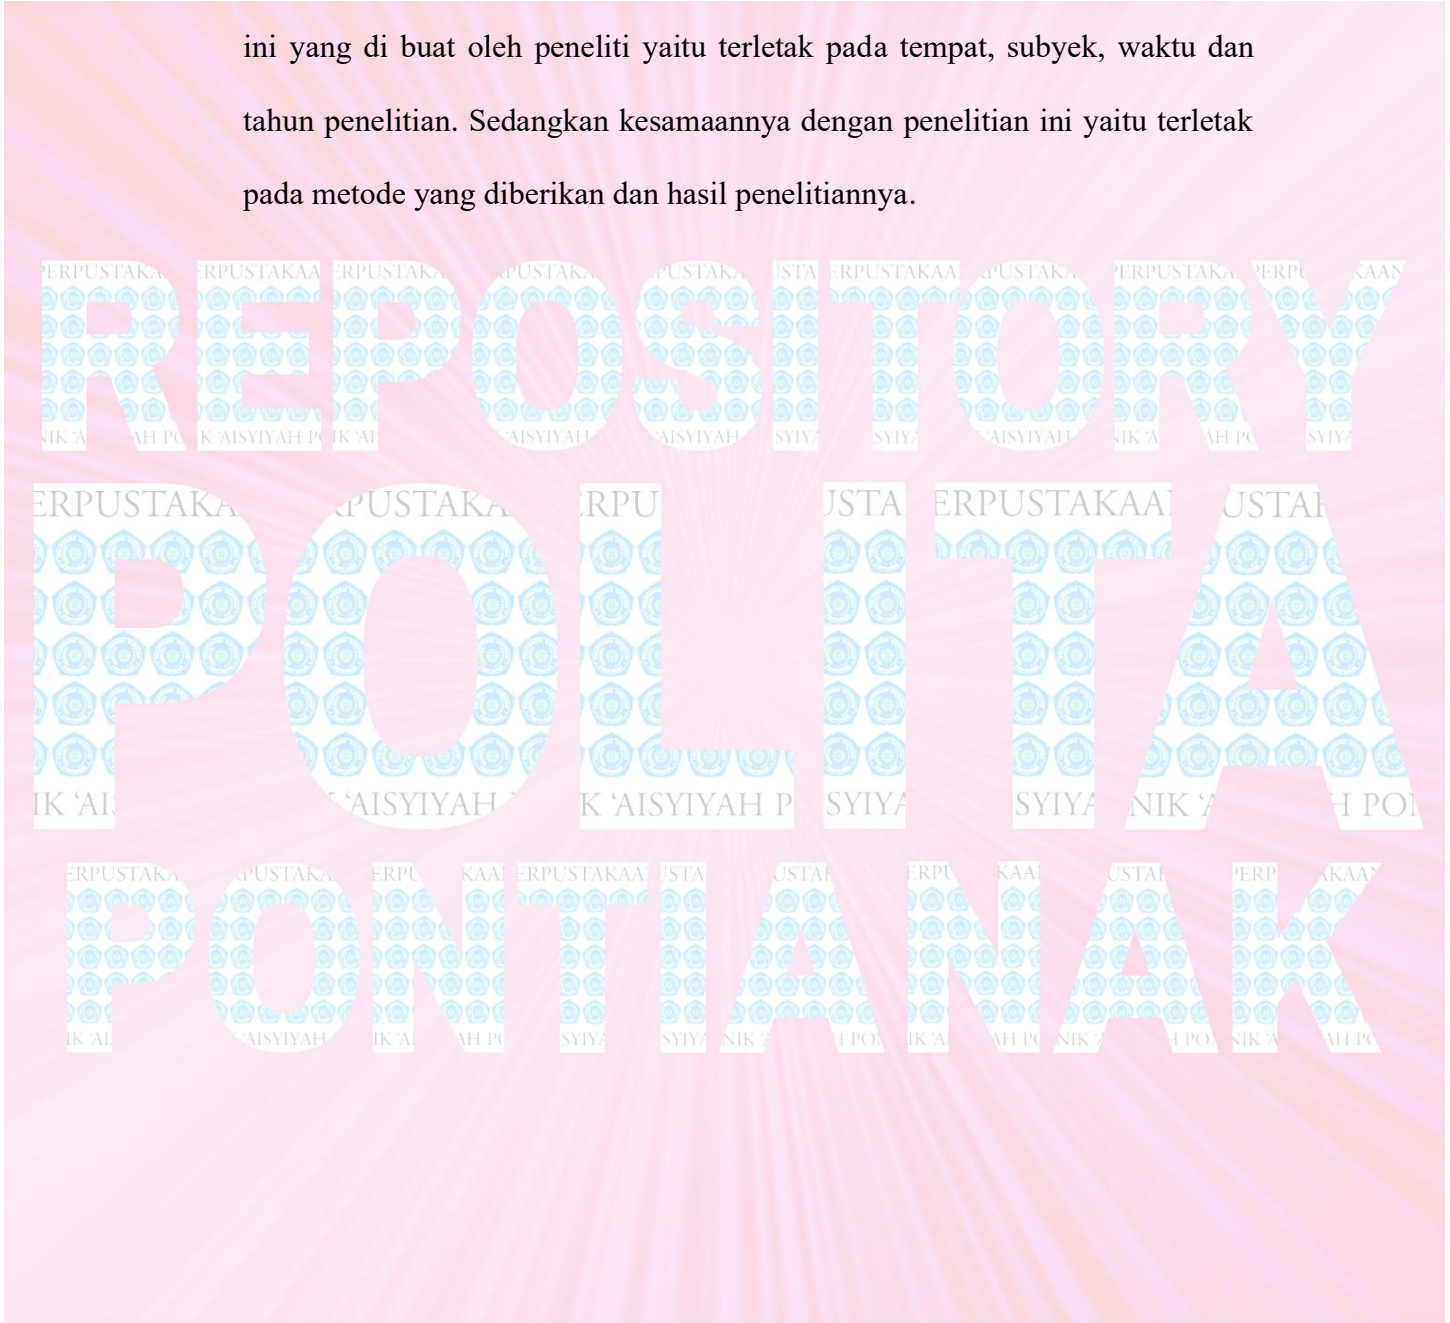 ini yang di buat oleh peneliti yaitu terletak pada tempat, subyek, waktu dan
tahun penelitian. Sedangkan kesamaannya dengan penelitian ini yaitu terletak
pada metode yang diberikan dan hasil penelitiannya.
REPOSITORY
POLITA
PONTIANAK